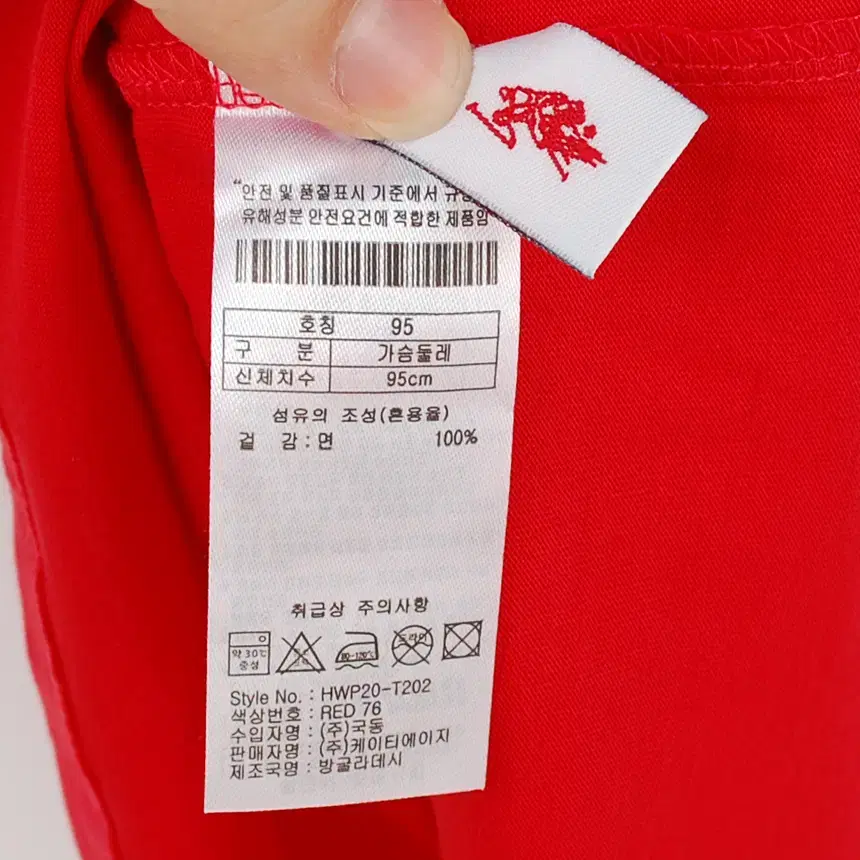 "안전 및 품질표시 기준에서
유해성분 안전요건에 적합한 제품임
호칭 95
구 분 가슴둘레
신체치수 95cm
섬유의 조성(혼용율)
겉 감:면 100%
취급상 주의사항
약 30℃
중성
80-120℃
드라이
Style No. : HWP20-T202
색상번호 : RED 76
수입자명 : (주)국동
판매자명 : (주)케이티에이지
제조국명 : 방글라데시